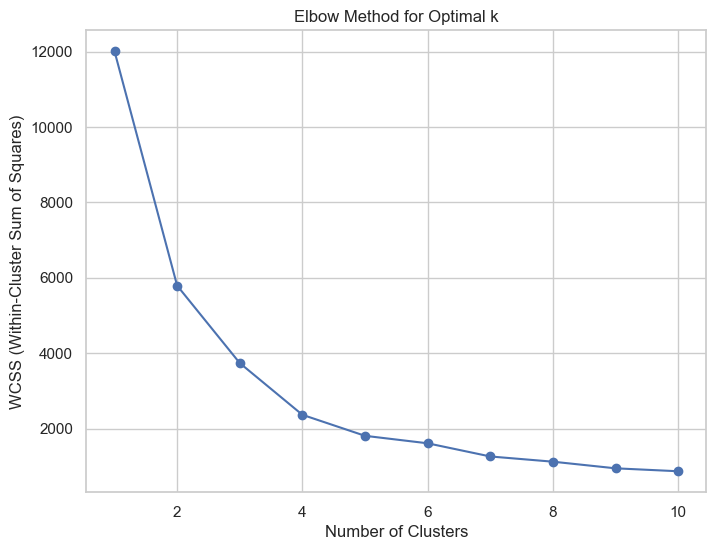 Elbow Method for Optimal k
12000
10000
8000
6000
4000
2000
WCSS (Within-Cluster Sum of Squares)
2 4 6 8 10
Number of Clusters